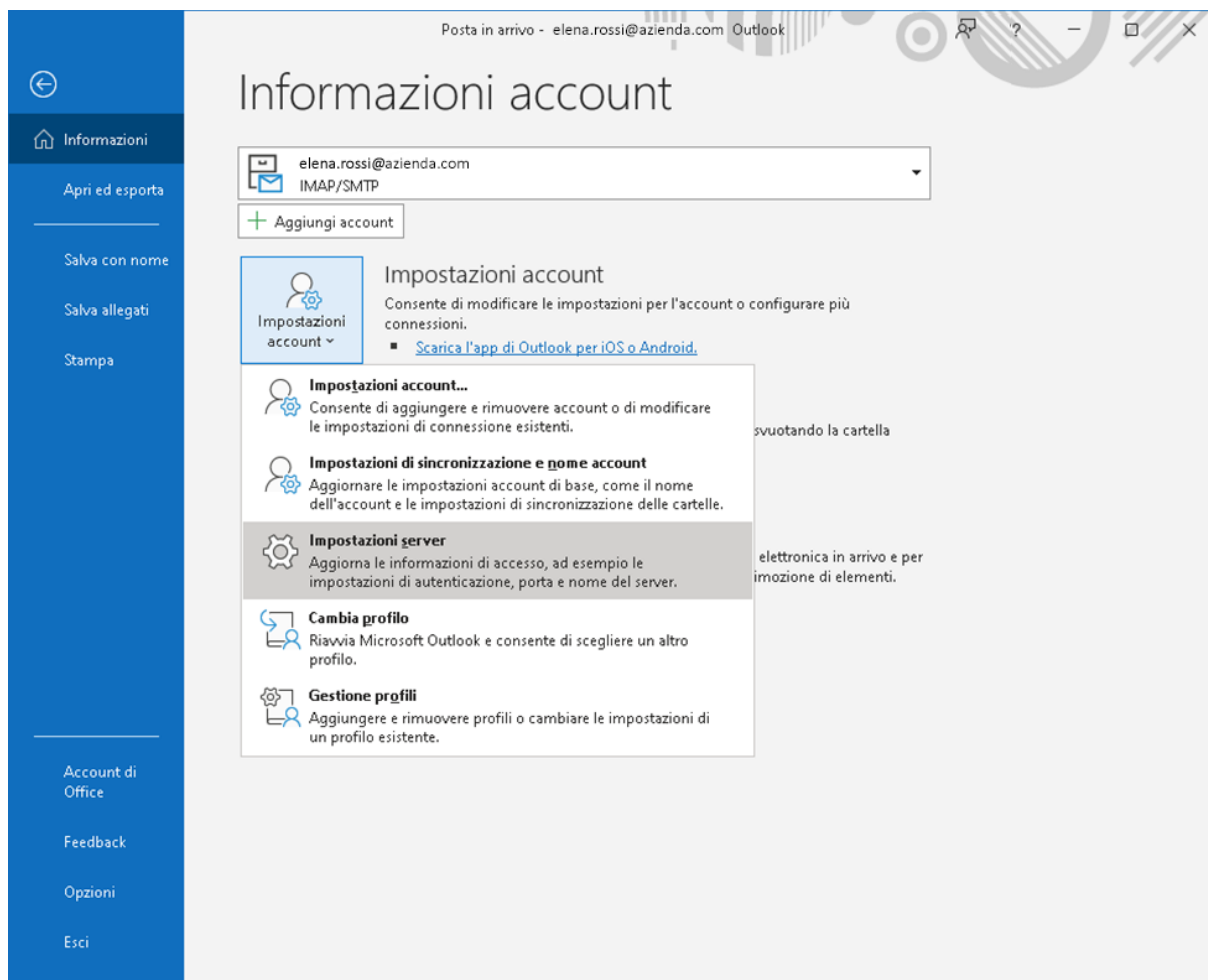 Posta in arrivo - elena.rossi@azienda.com Outlook
?
Informazioni account
Informazioni
Apri ed esporta
Salva con nome
Salva allegati
Stampa
Account di
Office
Feedback
Opzioni
Esci
elena.rossi@azienda.com
IMAP/SMTP
Aggiungi account
Impostazioni
account
Impostazioni account
Consente di modificare le impostazioni per l'account o configurare più
connessioni.
Scarica l'app di Outlook per iOS o Android.
Impostazioni account...
Consente di aggiungere e rimuovere account o di modificare
le impostazioni di connessione esistenti.
svuotando la cartella
Impostazioni di sincronizzazione e nome account
Aggiornare le impostazioni account di base, come il nome
dell'account e le impostazioni di sincronizzazione delle cartelle.
Impostazioni server
Aggiorna le informazioni di accesso, ad esempio le
impostazioni di autenticazione, porta e nome del server.
elettronica in arrivo e per
imozione di elementi.
Cambia profilo
Riavvia Microsoft Outlook e consente di scegliere un altro
profilo.
Gestione profili
Aggiungere e rimuovere profili o cambiare le impostazioni di
un profilo esistente.